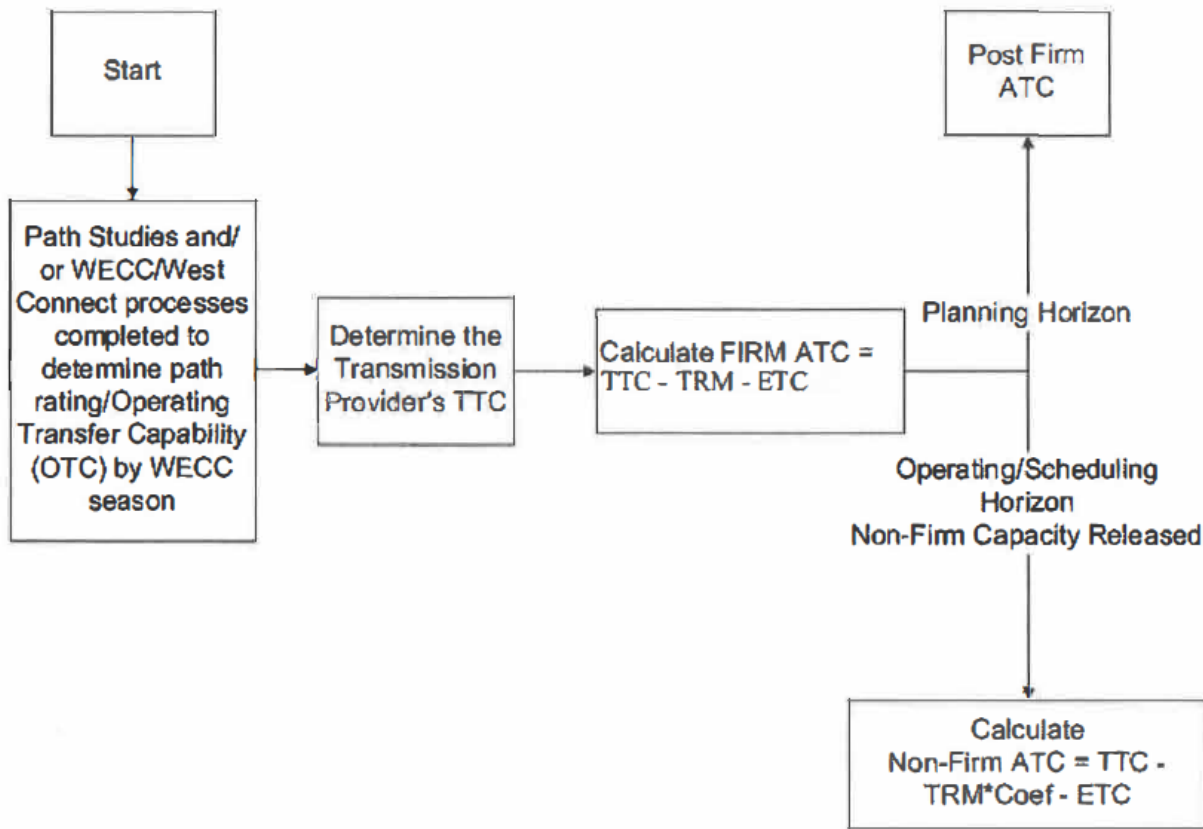 Start
Path Studies and/
or WECC/West
Connect processes
completed to
determine path
rating/Operating
Transfer Capability
(OTC) by WECC
season
Determine the
Transmission
Provider's TTC
Calculate FIRM ATC =
TTC - TRM - ETC
Post Firm
ATC
Planning Horizon
Operating/Scheduling
Horizon
Non-Firm Capacity Released
Calculate
Non-Firm ATC = TTC -
TRM*Coef - ETC